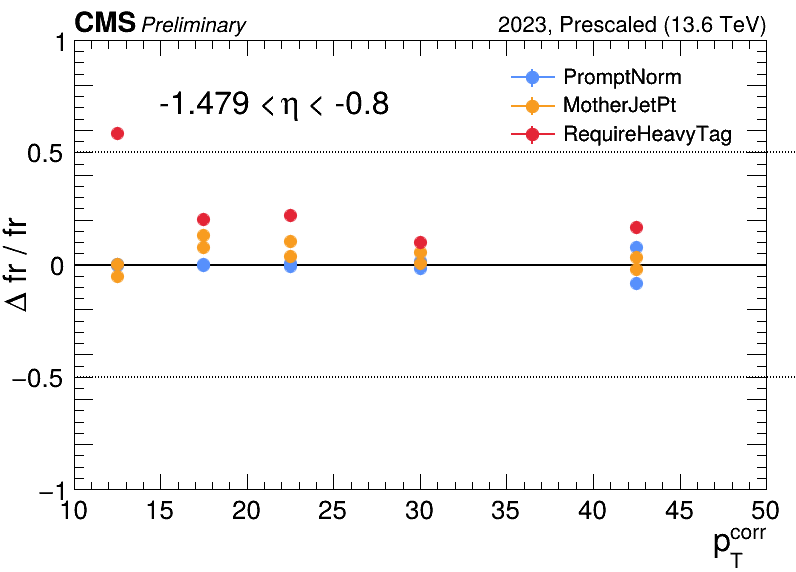 CMS Preliminary 2023, Prescaled (13.6 TeV)
-1.479 < η < -0.8
PromptNorm
MotherJetPt
RequireHeavyTag
Δ fr / fr
1
0.5
0
−0.5
−1
10 15 20 25 30 35 40 45 50
p_T^corr